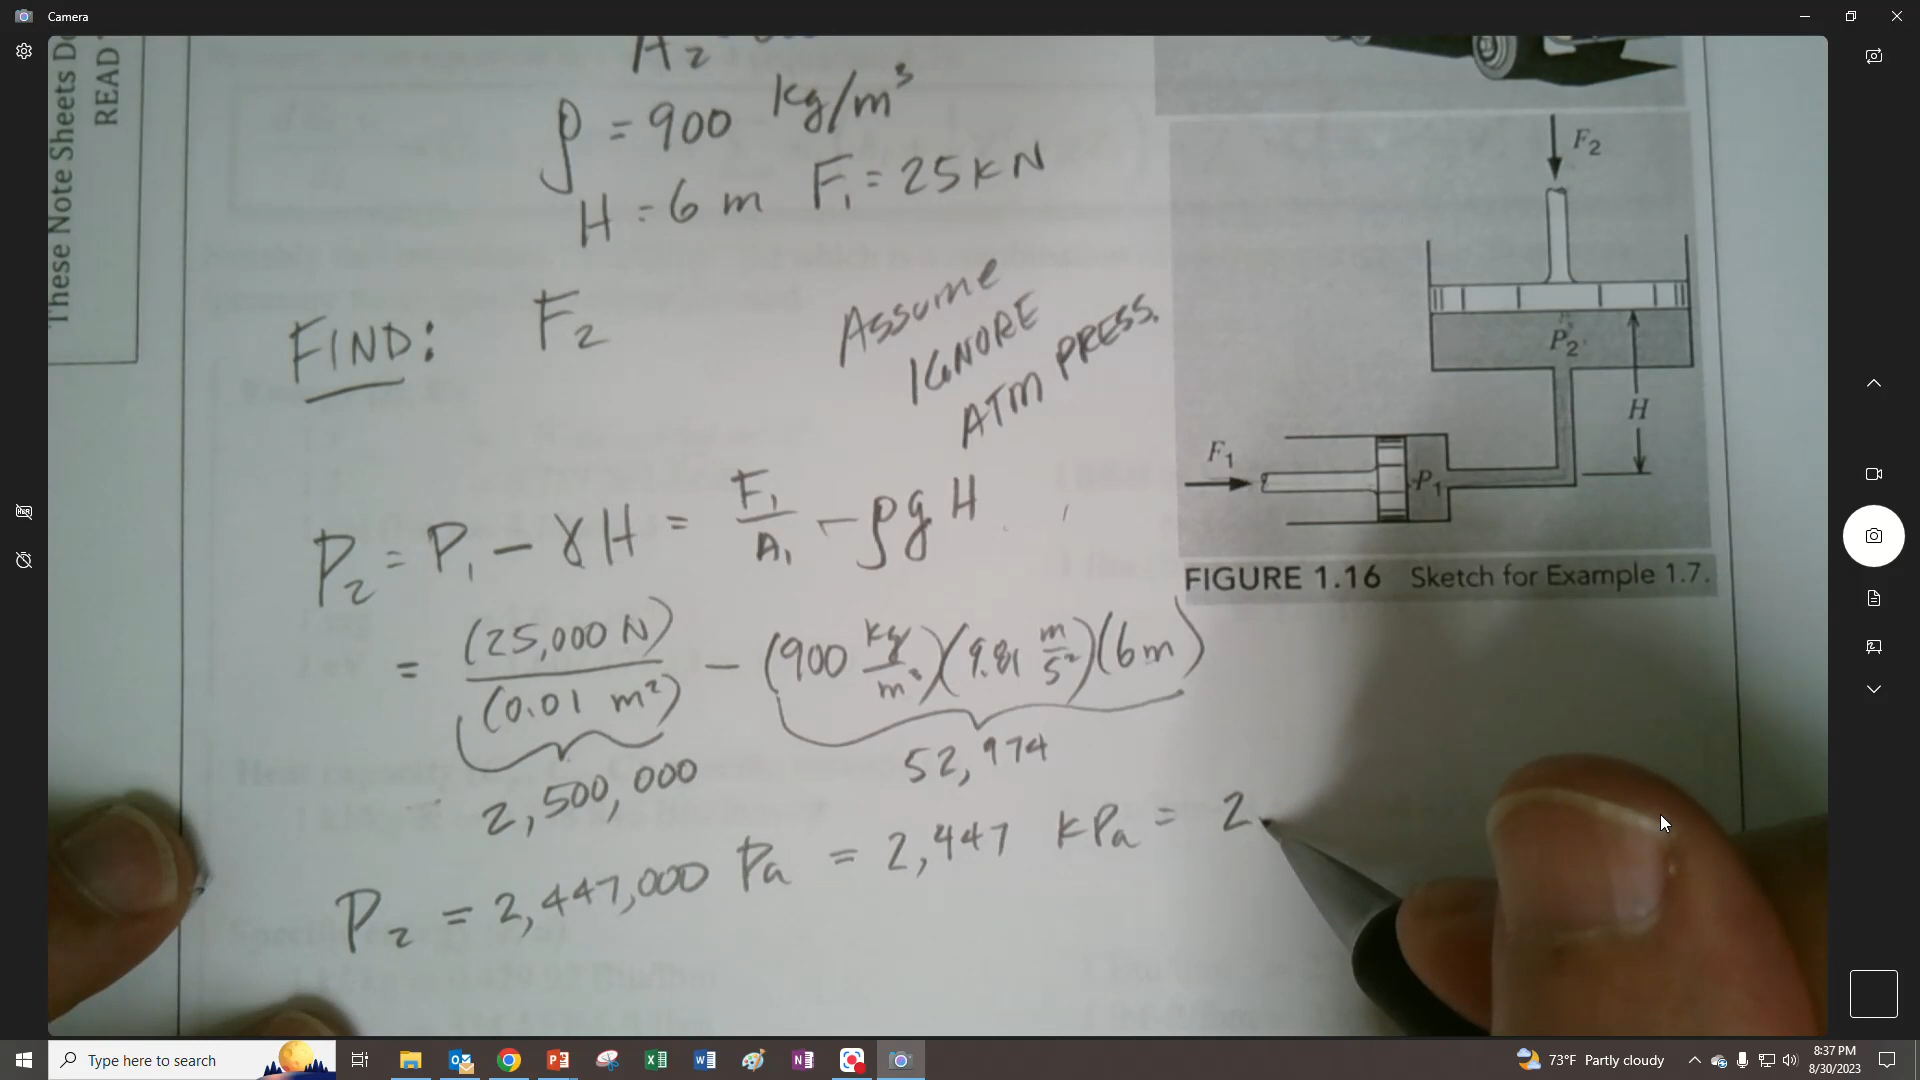 Camera
These Note Sheets Do
READ
A2
ρ = 900 kg/m³
H = 6 m F1 = 25 kN
FIND: F2
Assume
IGNORE
ATM PRESS.
P2 = P1 - γH = F1/A1 - ρgH
= (25,000 N)/(0.01 m²) - (900 kg/m³)(9.81 m/s²)(6m)
2,500,000 52,974
P2 = 2,447,000 Pa = 2,447 kPa = 2.
F2
P2
H
F1
P1
FIGURE 1.16 Sketch for Example 1.7.
Type here to search
73°F Partly cloudy
8:37 PM
8/30/2023